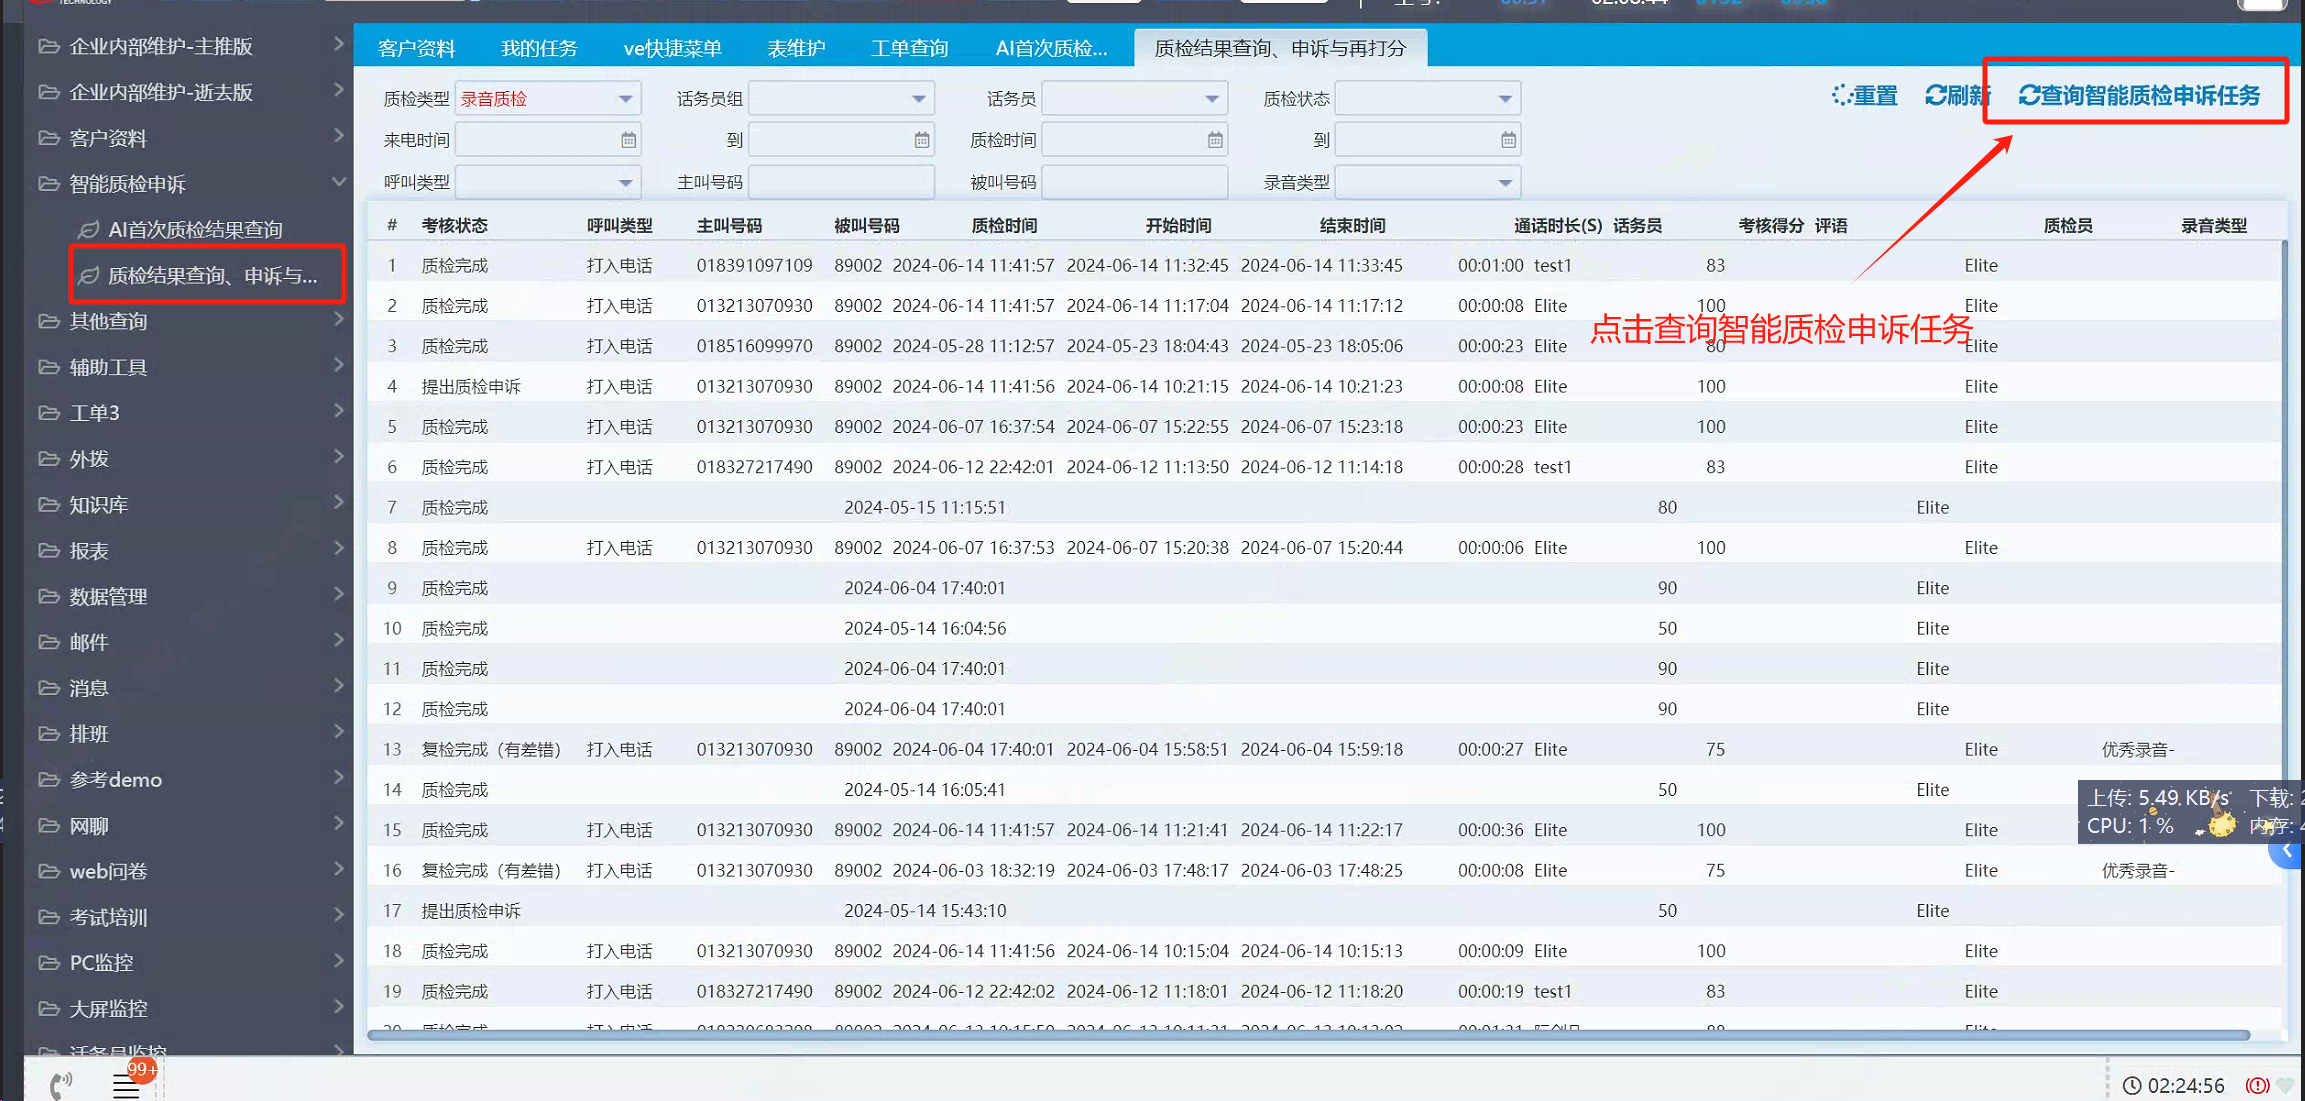 TECHNOLOGY
企业内部维护-主推版
企业内部维护-逝去版
客户资料
智能质检申诉
AI首次质检结果查询
质检结果查询、申诉与...
其他查询
辅助工具
工单3
外拨
知识库
报表
数据管理
邮件
消息
排班
参考demo
网聊
web问卷
考试培训
PC监控
大屏监控
话务员监控
99+
客户资料 我的任务 ve快捷菜单 表维护 工单查询 AI首次质检... 质检结果查询、申诉与再打分
质检类型 录音质检 话务员组 话务员 质检状态
来电时间 到 质检时间 到
呼叫类型 主叫号码 被叫号码 录音类型
重置 刷新 查询智能质检申诉任务
点击查询智能质检申诉任务
# 考核状态 呼叫类型 主叫号码 被叫号码 质检时间 开始时间 结束时间 通话时长(S) 话务员 考核得分 评语 质检员 录音类型
1 质检完成 打入电话 018391097109 89002 2024-06-14 11:41:57 2024-06-14 11:32:45 2024-06-14 11:33:45 00:01:00 test1 83 Elite
2 质检完成 打入电话 013213070930 89002 2024-06-14 11:41:57 2024-06-14 11:17:04 2024-06-14 11:17:12 00:00:08 Elite 100 Elite
3 质检完成 打入电话 018516099970 89002 2024-05-28 11:12:57 2024-05-23 18:04:43 2024-05-23 18:05:06 00:00:23 Elite 80 Elite
4 提出质检申诉 打入电话 013213070930 89002 2024-06-14 11:41:56 2024-06-14 10:21:15 2024-06-14 10:21:23 00:00:08 Elite 100 Elite
5 质检完成 打入电话 013213070930 89002 2024-06-07 16:37:54 2024-06-07 15:22:55 2024-06-07 15:23:18 00:00:23 Elite 100 Elite
6 质检完成 打入电话 018327217490 89002 2024-06-12 22:42:01 2024-06-12 11:13:50 2024-06-12 11:14:18 00:00:28 test1 83 Elite
7 质检完成 2024-05-15 11:15:51 80 Elite
8 质检完成 打入电话 013213070930 89002 2024-06-07 16:37:53 2024-06-07 15:20:38 2024-06-07 15:20:44 00:00:06 Elite 100 Elite
9 质检完成 2024-06-04 17:40:01 90 Elite
10 质检完成 2024-05-14 16:04:56 50 Elite
11 质检完成 2024-06-04 17:40:01 90 Elite
12 质检完成 2024-06-04 17:40:01 90 Elite
13 复检完成（有差错） 打入电话 013213070930 89002 2024-06-04 17:40:01 2024-06-04 15:58:51 2024-06-04 15:59:18 00:00:27 Elite 75 Elite 优秀录音-
14 质检完成 2024-05-14 16:05:41 50 Elite
15 质检完成 打入电话 013213070930 89002 2024-06-14 11:41:57 2024-06-14 11:21:41 2024-06-14 11:22:17 00:00:36 Elite 100 Elite
16 复检完成（有差错） 打入电话 013213070930 89002 2024-06-03 18:32:19 2024-06-03 17:48:17 2024-06-03 17:48:25 00:00:08 Elite 75 Elite 优秀录音-
17 提出质检申诉 2024-05-14 15:43:10 50 Elite
18 质检完成 打入电话 013213070930 89002 2024-06-14 11:41:56 2024-06-14 10:15:04 2024-06-14 10:15:13 00:00:09 Elite 100 Elite
19 质检完成 打入电话 018327217490 89002 2024-06-12 22:42:02 2024-06-12 11:18:01 2024-06-12 11:18:20 00:00:19 test1 83 Elite
上传: 5.49 KB/s 下载:
CPU: 1 % 内存:
02:24:56